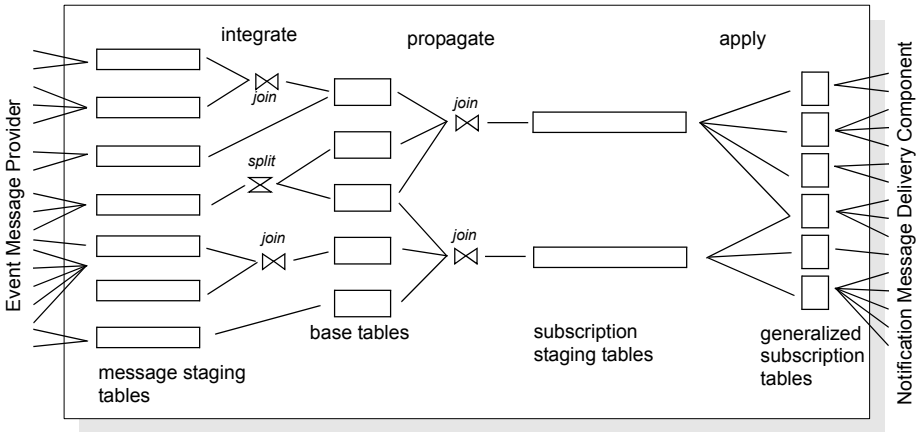 integrate
propagate
apply
Event Message Provider
join
join
split
join
join
base tables
message staging
tables
subscription
staging tables
generalized
subscription
tables
Notification Message Delivery Component